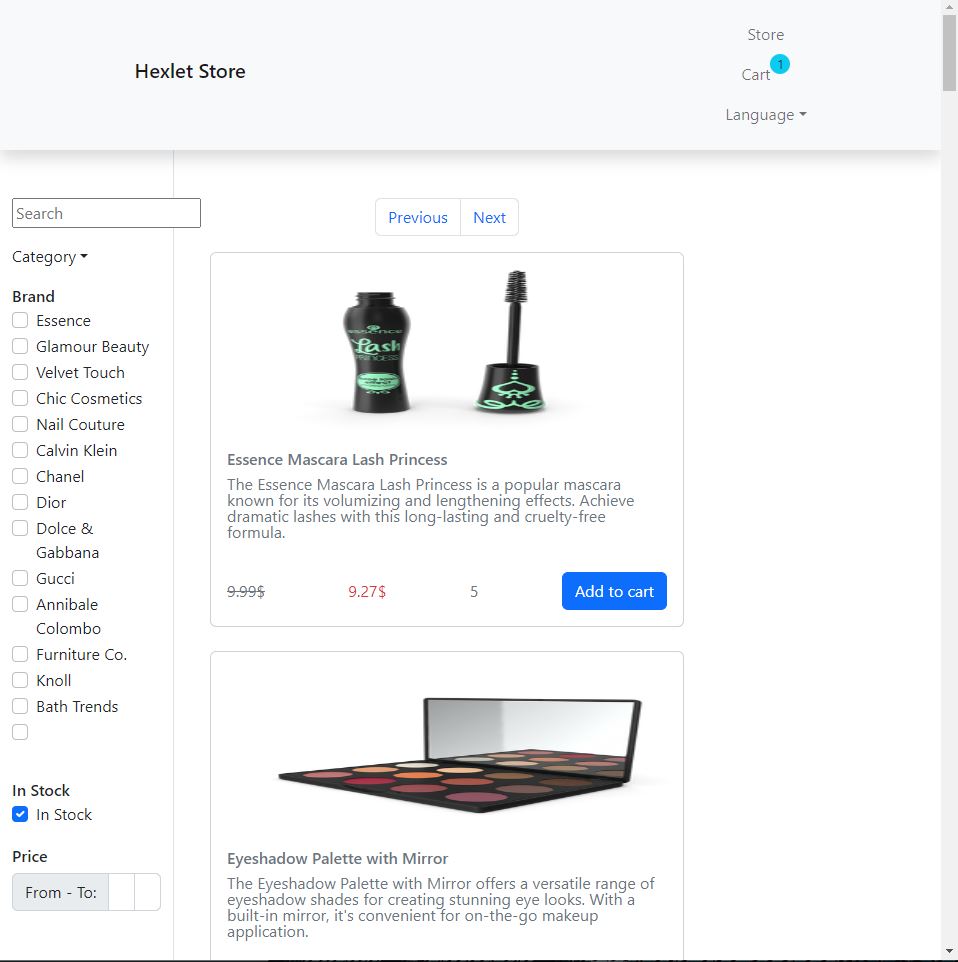 Store
Hexlet Store
Cart
1
Language
Search
Previous
Next
Category
Brand
Essence
Glamour Beauty
Velvet Touch
Chic Cosmetics
Nail Couture
Calvin Klein
Chanel
Dior
Dolce &
Gabbana
Gucci
Annibale
Colombo
Furniture Co.
Knoll
Bath Trends
In Stock
In Stock
Price
From - To:
essence
Lash
PRINCESS
Essence Mascara Lash Princess
The Essence Mascara Lash Princess is a popular mascara
known for its volumizing and lengthening effects. Achieve
dramatic lashes with this long-lasting and cruelty-free
formula.
9.99$
9.27$
5
Add to cart
Eyeshadow Palette with Mirror
The Eyeshadow Palette with Mirror offers a versatile range of
eyeshadow shades for creating stunning eye looks. With a
built-in mirror, it's convenient for on-the-go makeup
application.